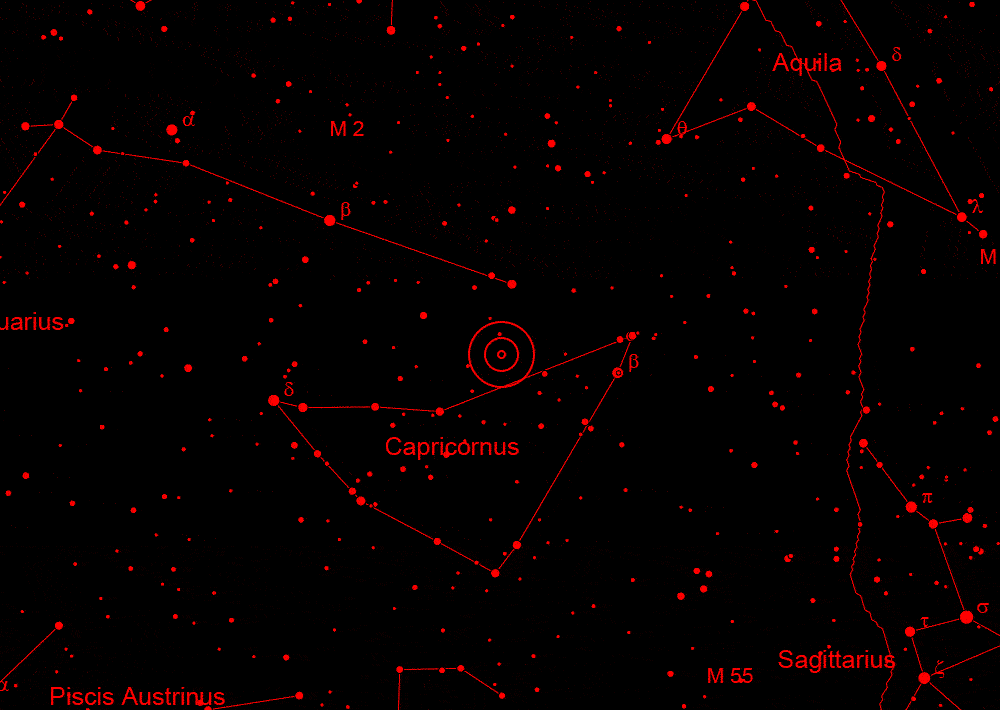 Aquila
δ
α
M 2
θ
β
λ
M
uarius
β
δ
Capricornus
π
σ
τ
Sagittarius
ζ
M 55
α
Piscis Austrinus